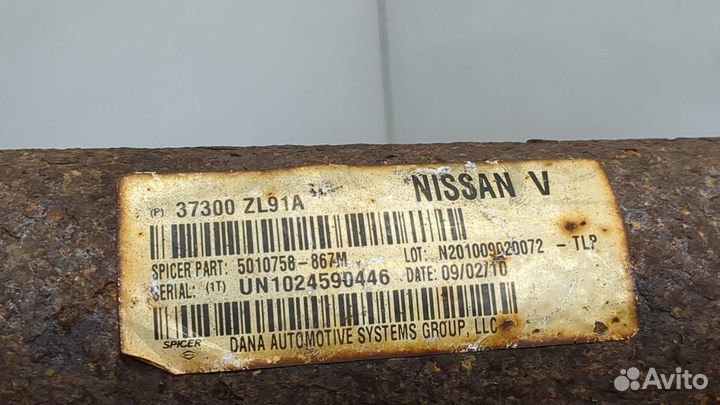 (P) 37300 ZL91A NISSAN V
SPICER PART: 5010758-867M LOT: N201009020072 - TLP
SERIAL: (1T) UN1024590446 DATE: 09/02/10
SPICER DANA AUTOMOTIVE SYSTEMS GROUP, LLC
Avito